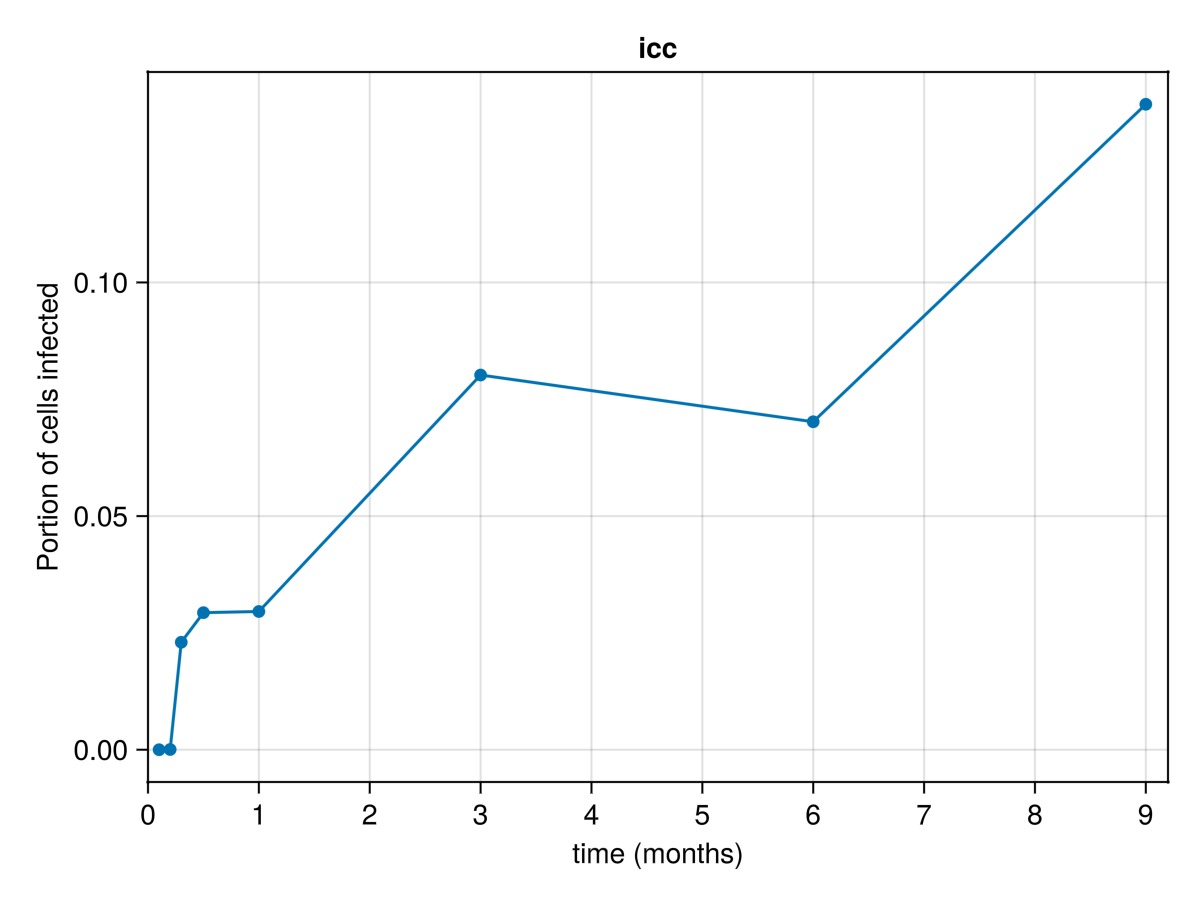 icc
Portion of cells infected
0.10
0.05
0.00
0 1 2 3 4 5 6 7 8 9
time (months)